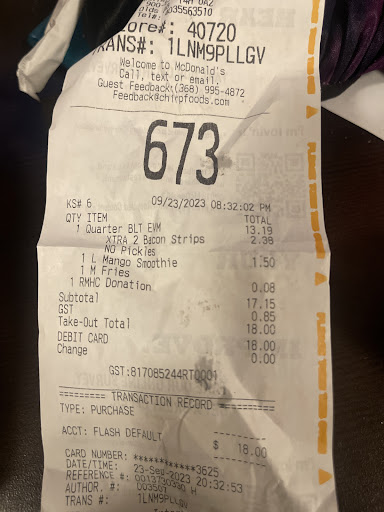 14H 0A2
Store#: 40720
TRANS#: 1LNM9PLLGV
Welcome to McDonald's
Call, text or email.
Guest Feedback:(368) 995-4872
Feedback@chirpfoods.com
673
KS# 6 09/23/2023 08:32:02 PM
QTY ITEM TOTAL
1 Quarter BLT EVM 13.19
XTRA 2 Bacon Strips 2.38
NO Pickles
1 L Mango Smoothie 1.50
1 M Fries
1 RMHC Donation 0.08
Subtotal 17.15
GST 0.85
Take-Out Total 18.00
DEBIT CARD 18.00
Change 0.00
GST:817085244RT0001
TRANSACTION RECORD
TYPE: PURCHASE
ACCT: FLASH DEFAULT
$ 18.00
CARD NUMBER: ************3625
DATE/TIME: 23-Sep-2023 20:32:53
REFERENCE #:
AUTHOR. #:
TRANS #: 1LNM9PLLGV